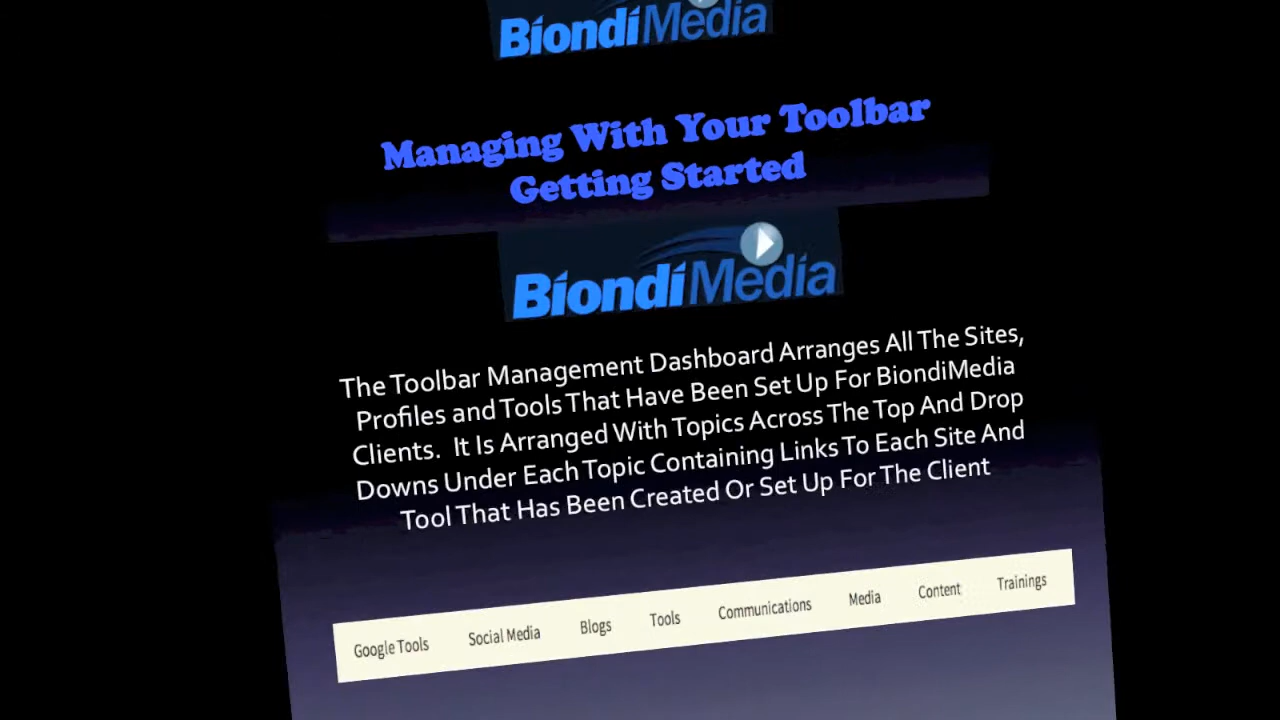 BiondiMedia
Managing With Your Toolbar
Getting Started
BiondiMedia
The Toolbar Management Dashboard Arranges All The Sites,
Profiles and Tools That Have Been Set Up For BiondiMedia
Clients. It Is Arranged With Topics Across The Top And Drop
Downs Under Each Topic Containing Links To Each Site And
Tool That Has Been Created Or Set Up For The Client
Google Tools Social Media Blogs Tools Communications Media Content Trainings